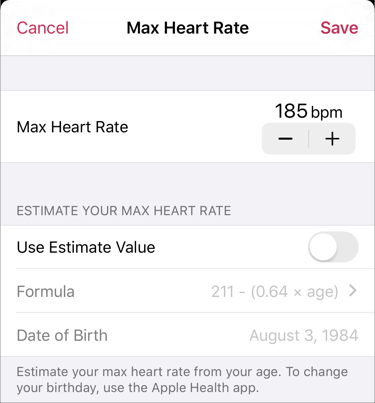 Cancel Max Heart Rate Save
185 bpm
Max Heart Rate
− +
ESTIMATE YOUR MAX HEART RATE
Use Estimate Value
Formula 211 - (0.64 × age) >
Date of Birth August 3, 1984
Estimate your max heart rate from your age. To change
your birthday, use the Apple Health app.